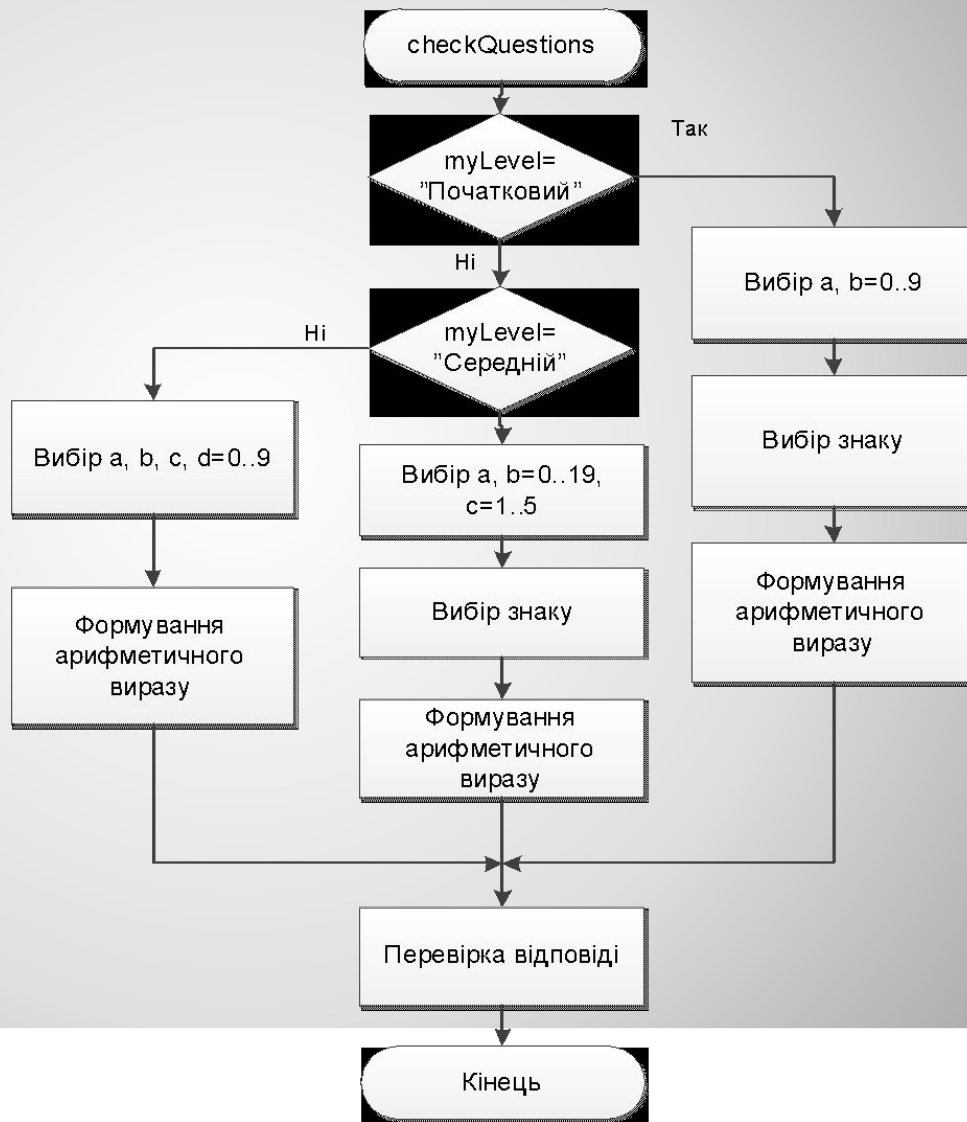 checkQuestions
myLevel=
”Початковий”
Так
Ні
myLevel=
”Середній”
Ні
Вибір a, b=0..9
Вибір знаку
Формування
арифметичного
виразу
Вибір a, b, c, d=0..9
Формування
арифметичного
виразу
Вибір a, b=0..19,
c=1..5
Вибір знаку
Формування
арифметичного
виразу
Перевірка відповіді
Кінець